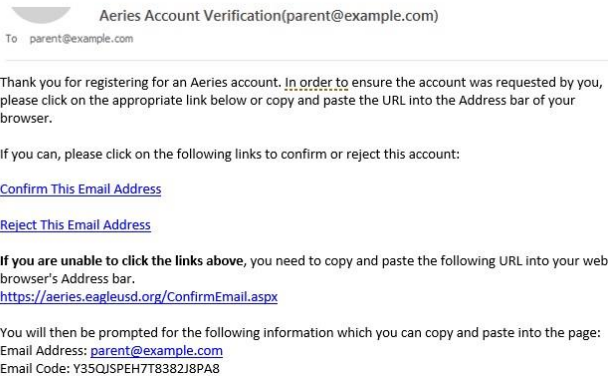 Aeries Account Verification(parent@example.com)
To parent@example.com
Thank you for registering for an Aeries account. In order to ensure the account was requested by you,
please click on the appropriate link below or copy and paste the URL into the Address bar of your
browser.
If you can, please click on the following links to confirm or reject this account:
Confirm This Email Address
Reject This Email Address
If you are unable to click the links above, you need to copy and paste the following URL into your web
browser's Address bar.
https://aeries.eagleusd.org/ConfirmEmail.aspx
You will then be prompted for the following information which you can copy and paste into the page:
Email Address: parent@example.com
Email Code: Y35QJSPEH7T8382J8PA8